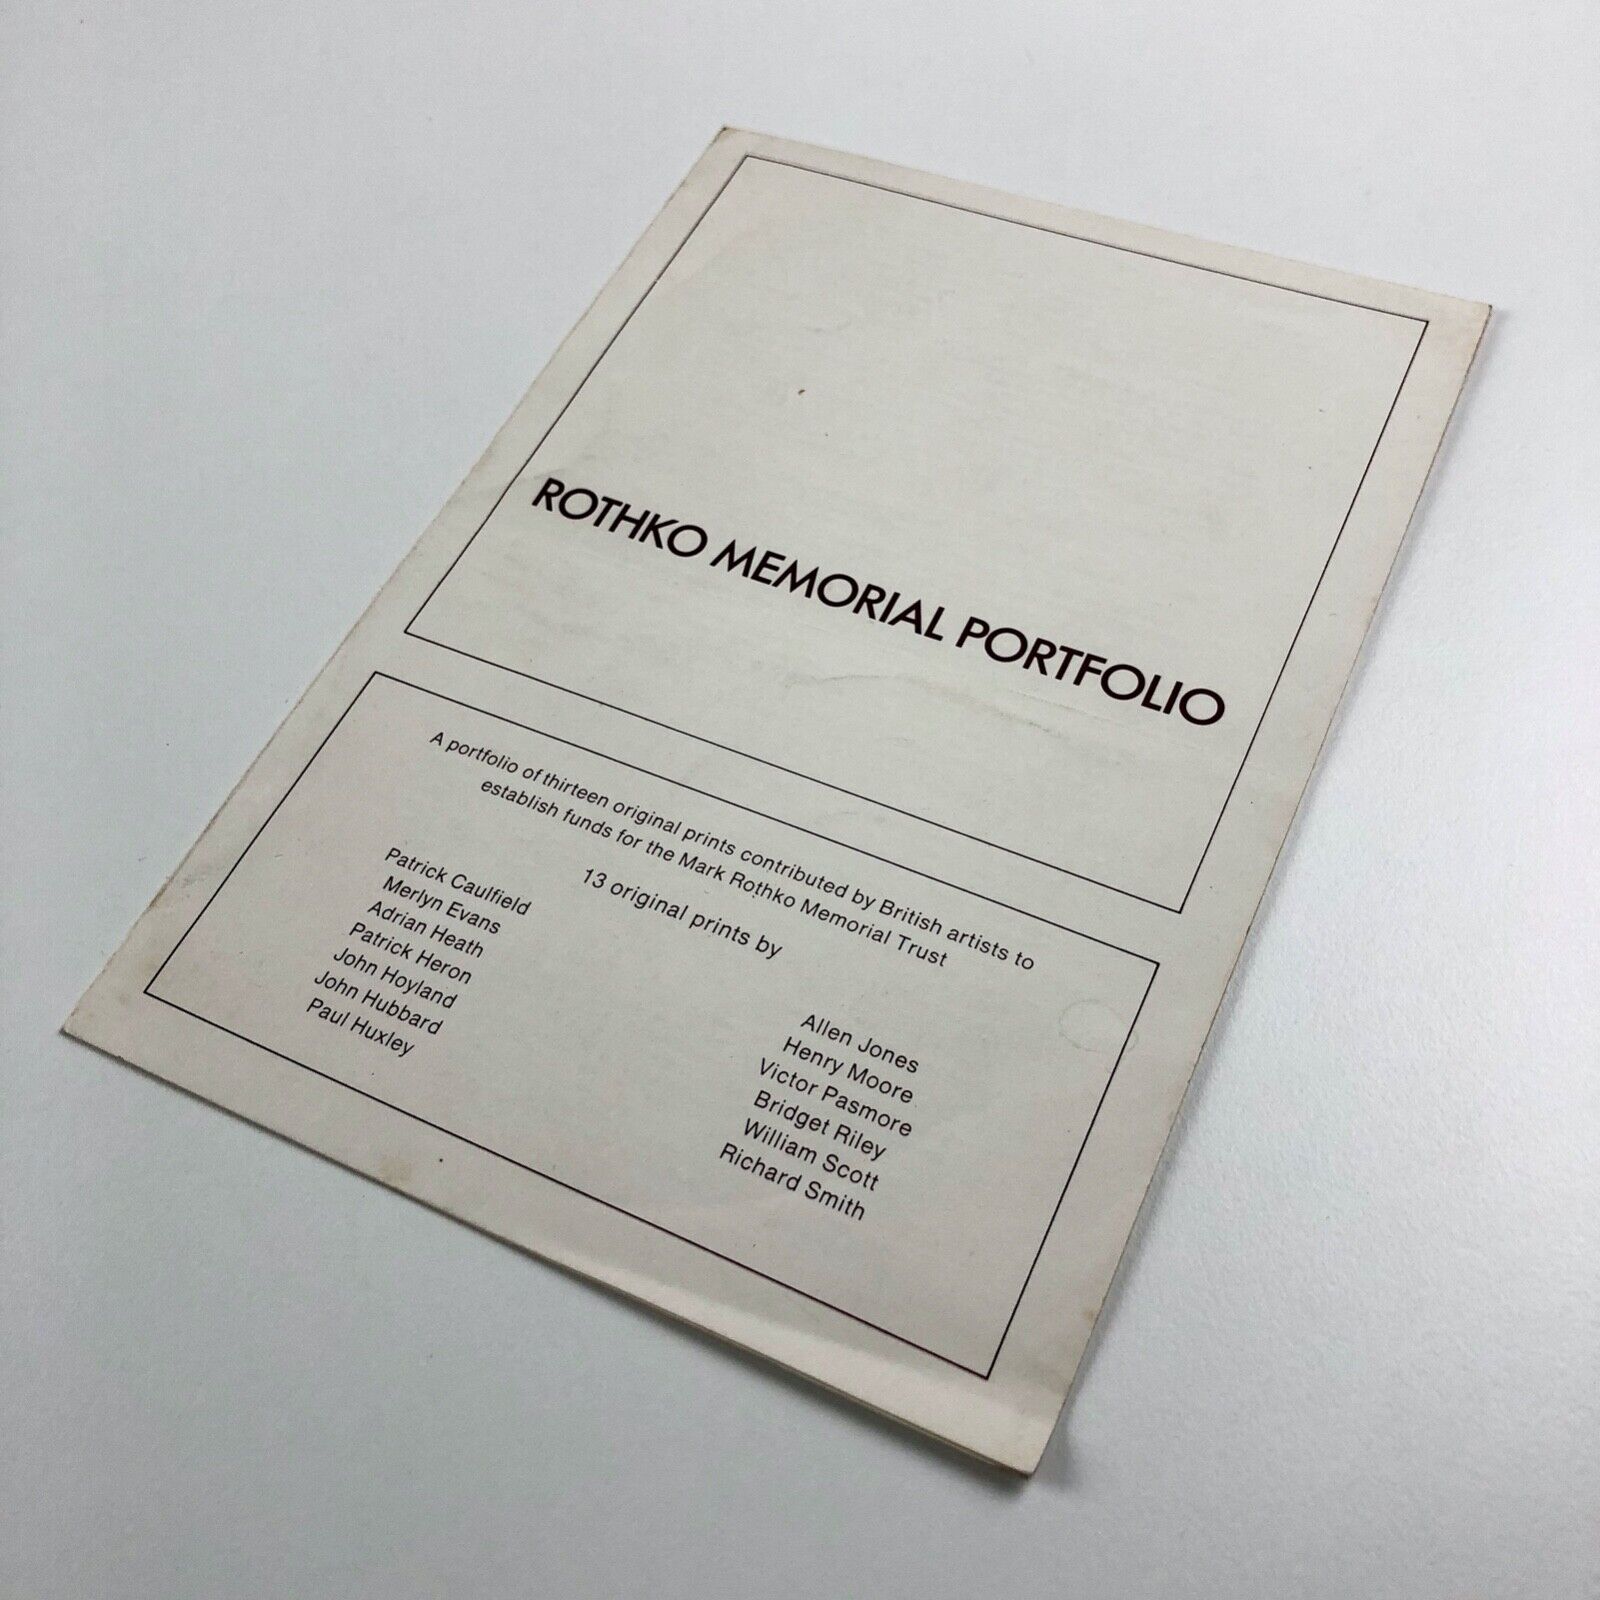 ROTHKO MEMORIAL PORTFOLIO
A portfolio of thirteen original prints contributed by British artists to
establish funds for the Mark Rothko Memorial Trust
13 original prints by
Patrick Caulfield
Merlyn Evans
Adrian Heath
Patrick Heron
John Hoyland
John Hubbard
Paul Huxley
Allen Jones
Henry Moore
Victor Pasmore
Bridget Riley
William Scott
Richard Smith